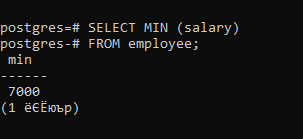 postgres=# SELECT MIN (salary)
postgres-# FROM employee;
min
------
7000
(1 ёЄЁюър)